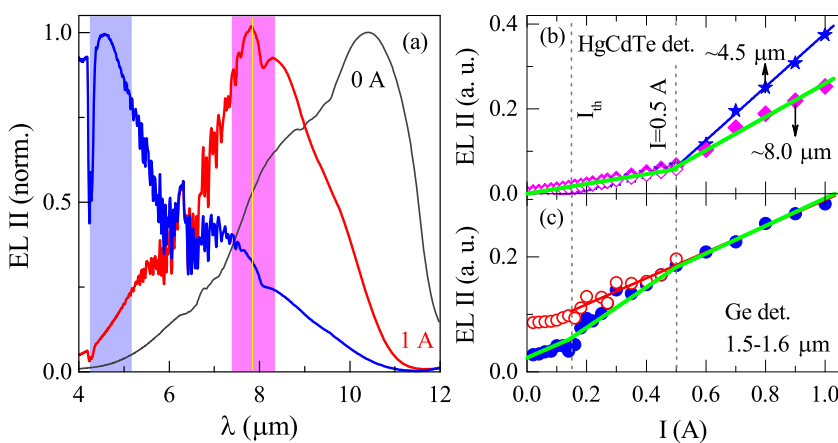 (a)
0 A
1 A
EL II (norm.)
1.0
0.5
0.0
4
6
8
10
12
λ (μm)
(b)
HgCdTe det.
~4.5 μm
~8.0 μm
I_th
I=0.5 A
EL II (a. u.)
0.4
0.2
0.0
(c)
Ge det.
1.5-1.6 μm
EL II (a. u.)
0.2
0.0
0.0
0.2
0.4
0.6
0.8
1.0
I (A)